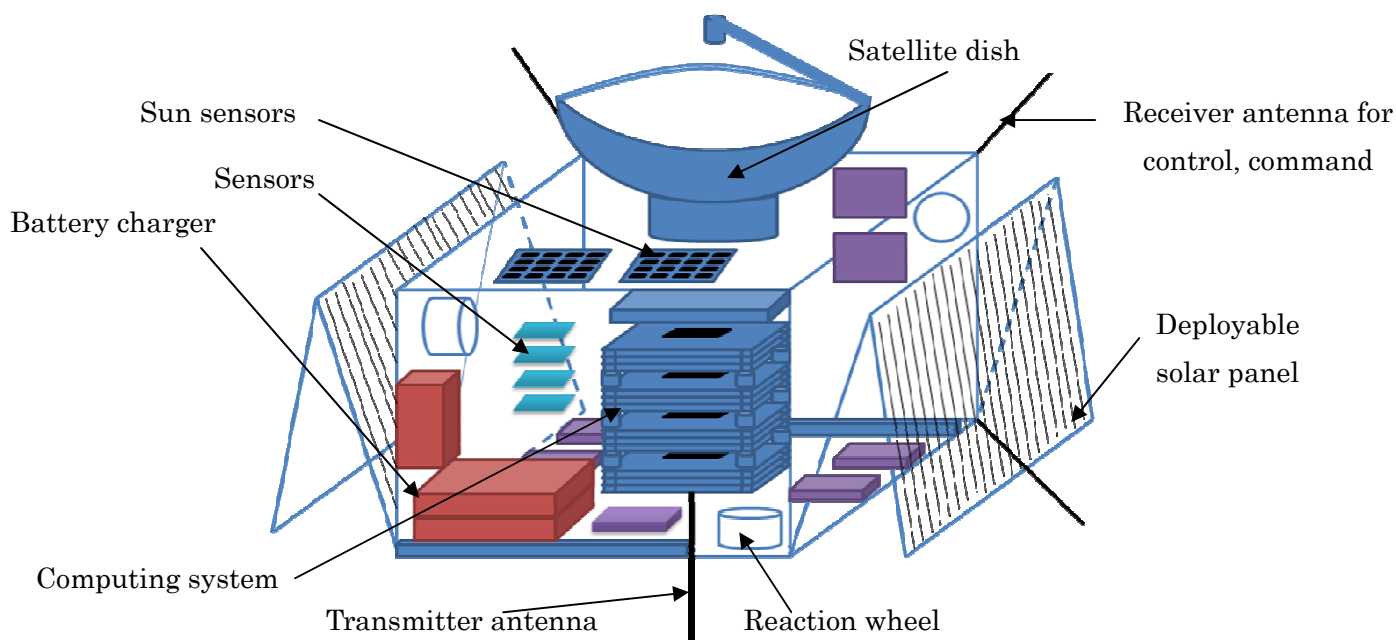 Satellite dish
Sun sensors
Receiver antenna for
control, command
Sensors
Battery charger
Deployable
solar panel
Computing system
Transmitter antenna
Reaction wheel